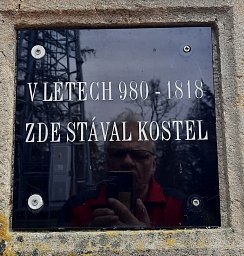 V LETECH 980 - 1818
ZDE STÁVAL KOSTEL